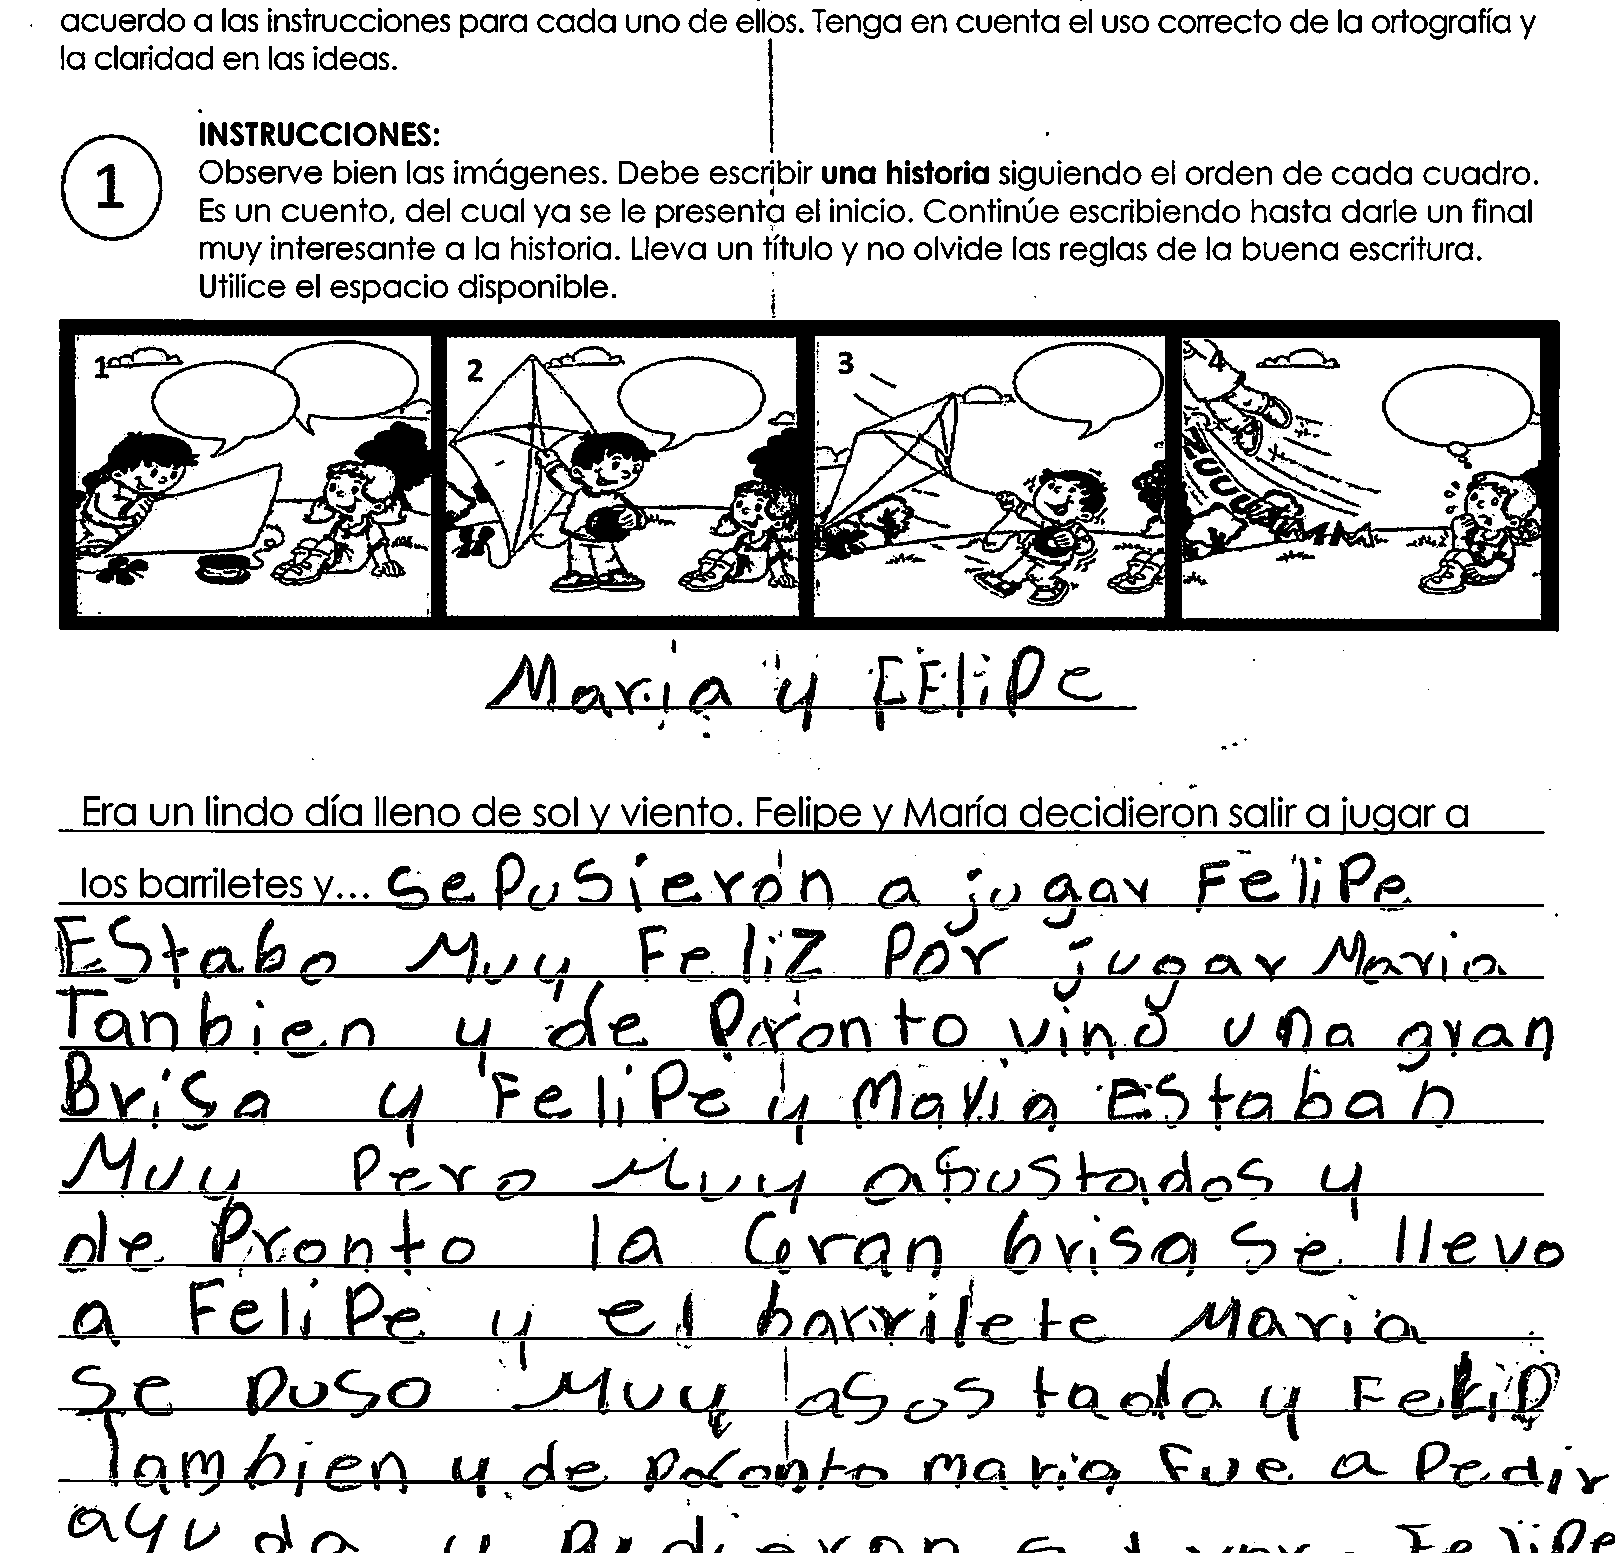 acuerdo a las instrucciones para cada uno de ellos. Tenga en cuenta el uso correcto de la ortografía y
la claridad en las ideas.
1
INSTRUCCIONES:
Observe bien las imágenes. Debe escribir una historia siguiendo el orden de cada cuadro.
Es un cuento, del cual ya se le presenta el inicio. Continúe escribiendo hasta darle un final
muy interesante a la historia. Lleva un título y no olvide las reglas de la buena escritura.
Utilice el espacio disponible.
1 2 3 4
Maria y FEliPe
Era un lindo día lleno de sol y viento. Felipe y María decidieron salir a jugar a
los barriletes y... se Pusieron a jugar FeliPe
EStabo Muy FeliZ Por jugar Maria
Tanbien y de Pronto vino una gran
Brisa y FeliPe y Maria EStaban
Muy Pero Muy asustados y
de Pronto la Gran brisa se llevo
a FeliPe y el barrilete Maria
se puso Muy asostada y FeliP
Tambien y de pronto maria Fue a Pedir
ayuda y FeliPe